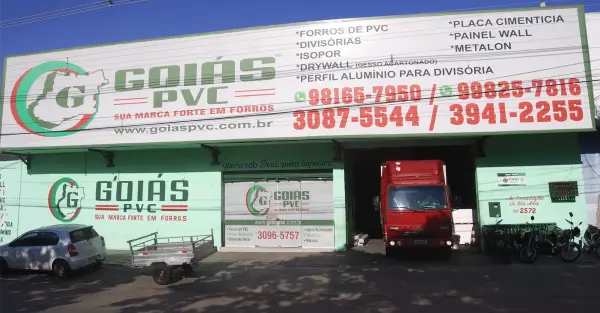 *FORROS DE PVC
*DIVISÓRIAS
*ISOPOR
*DRYWALL (GESSO ACARTONADO)
*PERFIL ALUMÍNIO PARA DIVISÓRIA
*PLACA CIMENTICIA
*PAINEL WALL
*METALON
GOIÁS
PVC
SUA MARCA FORTE EM FORROS
www.goiaspvc.com.br
98165-7950 / 99825-7816
3087-5544 / 3941-2255
G
GOIÁS
PVC
SUA MARCA FORTE EM FORROS
GOIÁS
PVC
3096-5757
2572